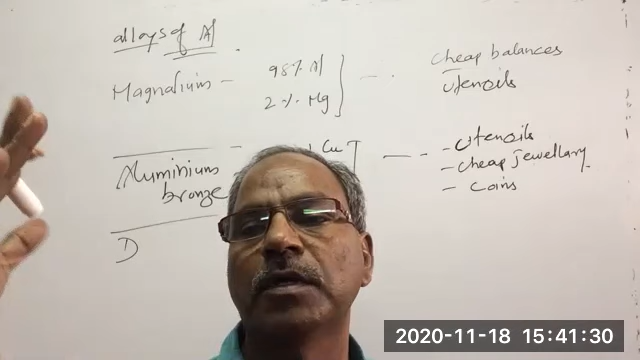 alloys of Al
Magnalium - 98% Al
2% Mg
cheap balances
utensils
Aluminium bronze
Cu
- utensils
- cheap jewellary
- coins
D
2020-11-18 15:41:30